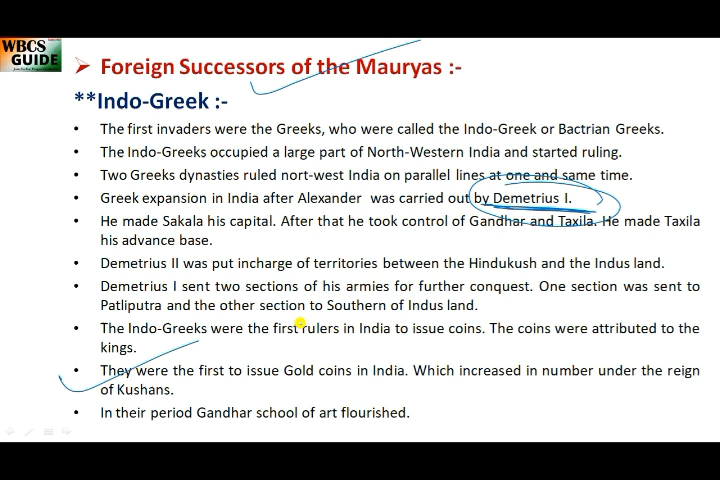 WBCS
GUIDE
➢ Foreign Successors of the Mauryas :-
**Indo-Greek :-
• The first invaders were the Greeks, who were called the Indo-Greek or Bactrian Greeks.
• The Indo-Greeks occupied a large part of North-Western India and started ruling.
• Two Greeks dynasties ruled nort-west India on parallel lines at one and same time.
• Greek expansion in India after Alexander was carried out by Demetrius I.
• He made Sakala his capital. After that he took control of Gandhar and Taxila. He made Taxila
his advance base.
• Demetrius II was put incharge of territories between the Hindukush and the Indus land.
• Demetrius I sent two sections of his armies for further conquest. One section was sent to
Patliputra and the other section to Southern of Indus land.
• The Indo-Greeks were the first rulers in India to issue coins. The coins were attributed to the
kings.
• They were the first to issue Gold coins in India. Which increased in number under the reign
of Kushans.
• In their period Gandhar school of art flourished.